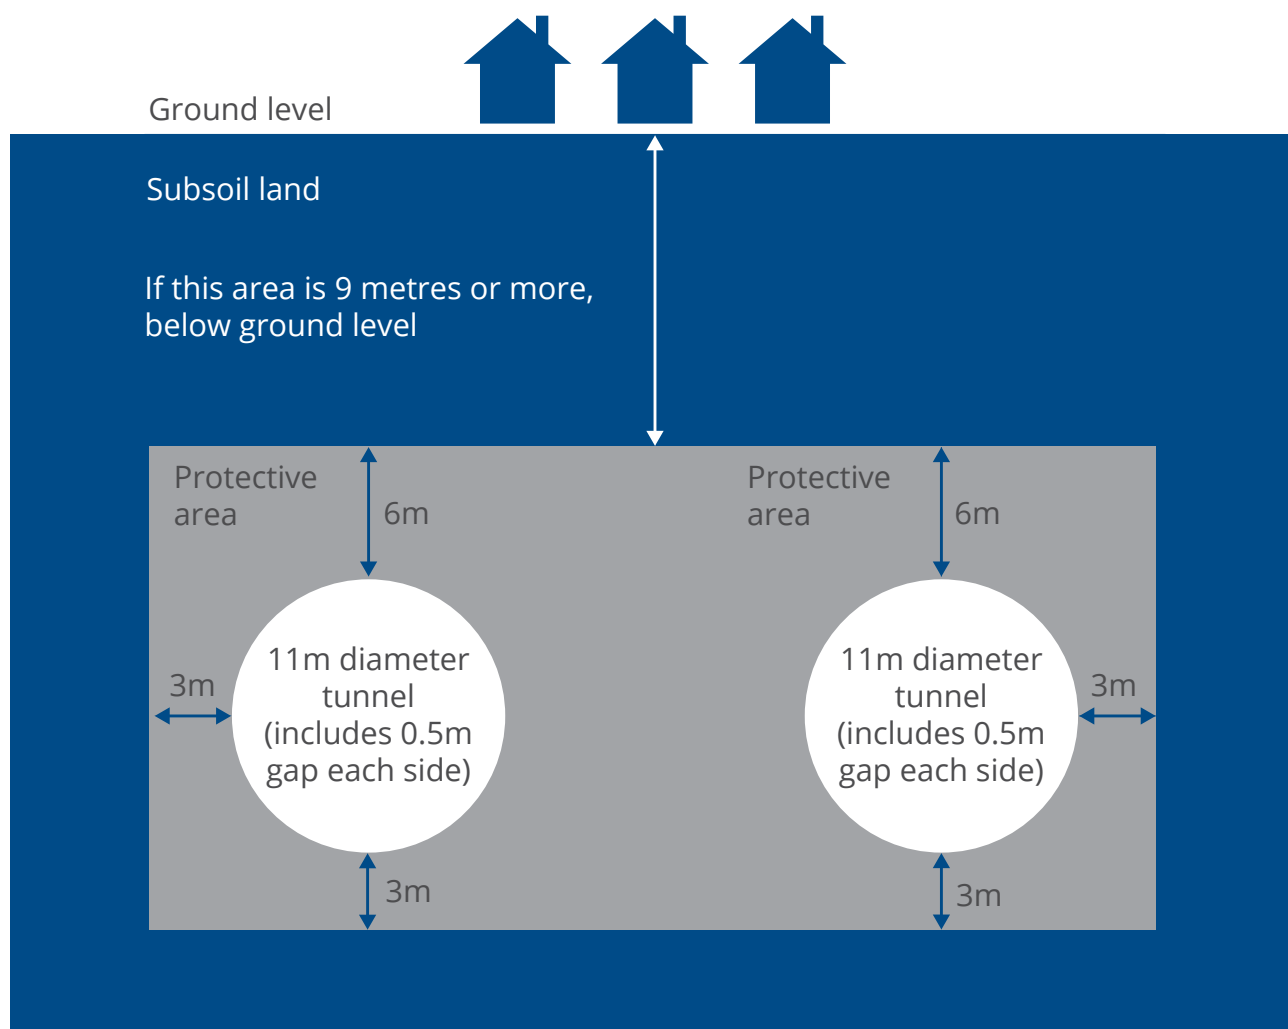 Ground level
Subsoil land
If this area is 9 metres or more,
below ground level
Protective
area
6m
Protective
area
6m
3m
11m diameter
tunnel
(includes 0.5m
gap each side)
11m diameter
tunnel
(includes 0.5m
gap each side)
3m
3m
3m